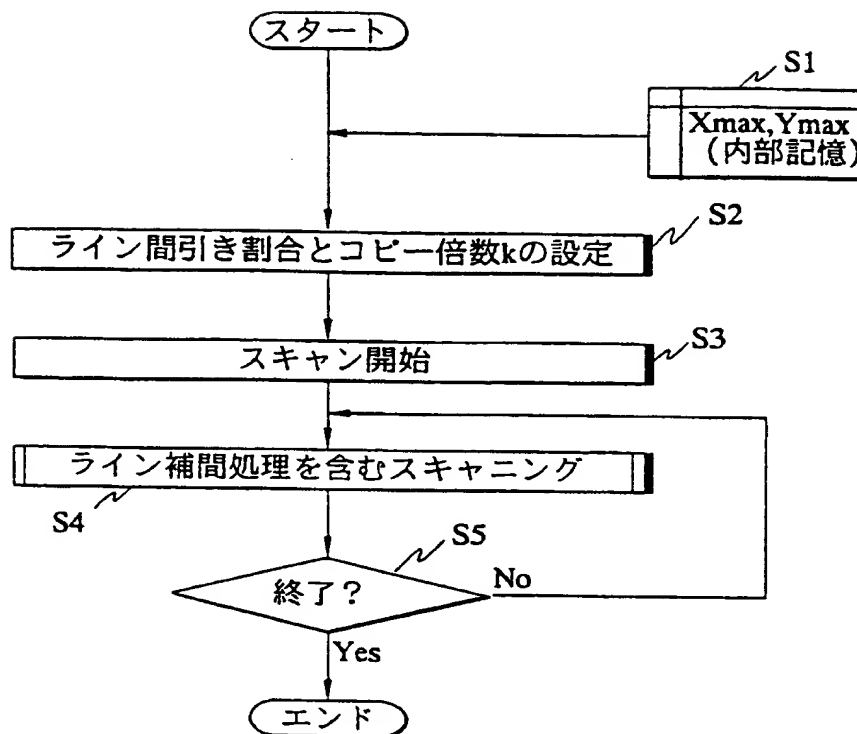 スタート
S1
Xmax,Ymax
(内部記憶)
S2
ライン間引き割合とコピー倍数kの設定
S3
スキャン開始
ライン補間処理を含むスキャニング
S4
S5
終了?
No
Yes
エンド